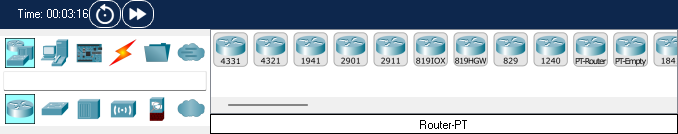 Time: 00:03:16
4331 4321 1941 2901 2911 819IOX 819HGW 829 1240 PT-Router PT-Empty 184
Router-PT